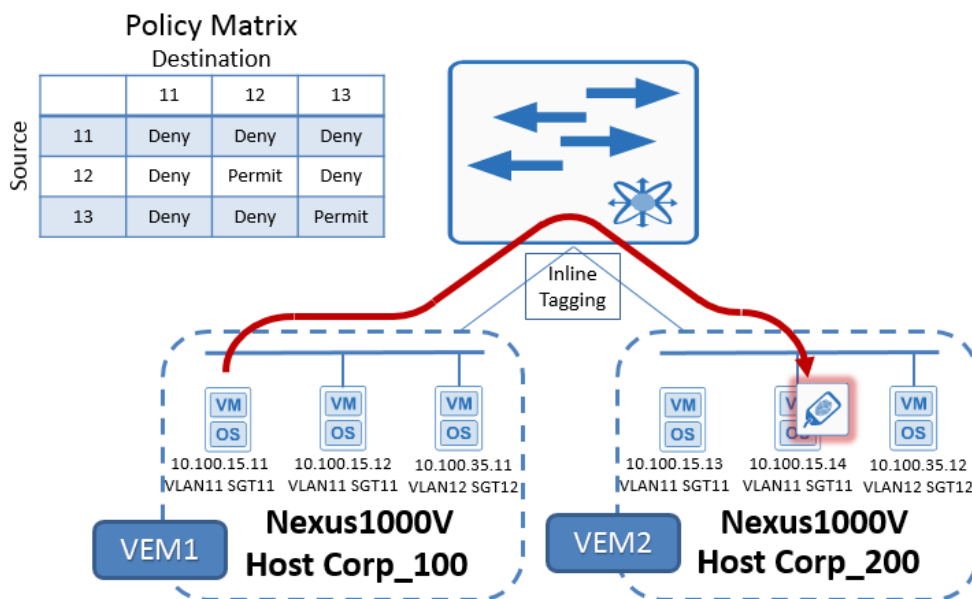 Policy Matrix
Destination
Source
11 12 13
11 Deny Deny Deny
12 Deny Permit Deny
13 Deny Deny Permit
Inline
Tagging
VM VM VM
OS OS OS
10.100.15.11 10.100.15.12 10.100.35.11
VLAN11 SGT11 VLAN11 SGT11 VLAN12 SGT12
Nexus1000V
Host Corp_100
VEM1
VM V VM
OS OS OS
10.100.15.13 10.100.15.14 10.100.35.12
VLAN11 SGT11 VLAN11 SGT11 VLAN12 SGT12
Nexus1000V
Host Corp_200
VEM2